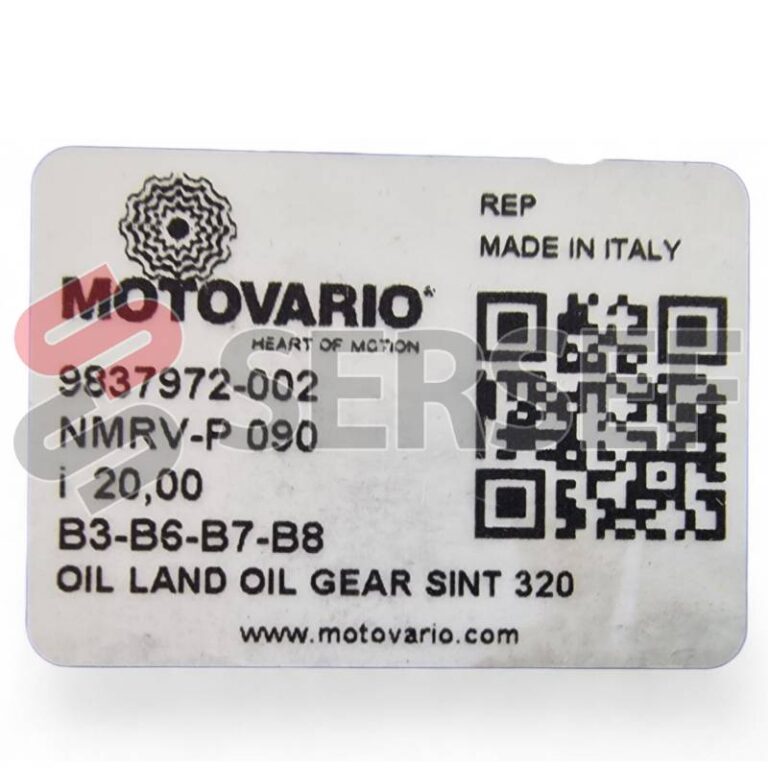 REP
MADE IN ITALY
MOTOVARIO®
HEART OF MOTION
SERSEF
9837972-002
NMRV-P 090
i 20,00
B3-B6-B7-B8
OIL LAND OIL GEAR SINT 320
www.motovario.com